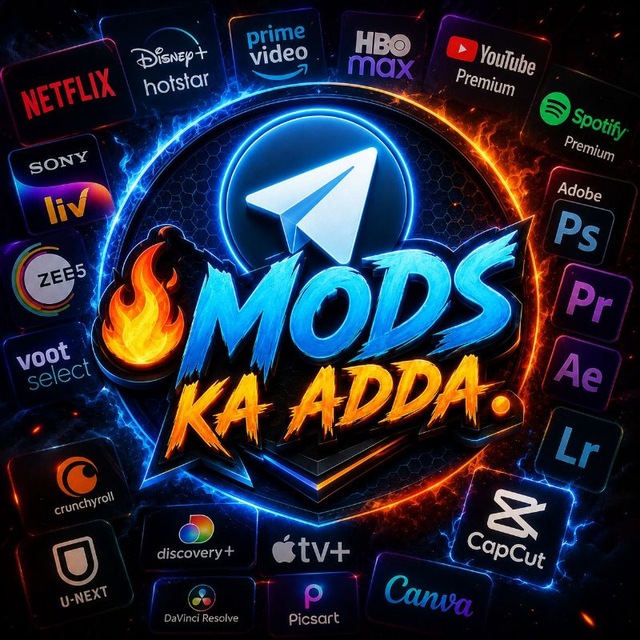 NETFLIX
Disney+
hotstar
prime
video
HBO
max
YouTube
Premium
Spotify
Premium
SONY
liv
Adobe
Ps
ZEE5
Pr
voot
select
Ae
MODS
KA ADDA.
Lr
crunchyroll
CapCut
U-NEXT
discovery+
tv+
DaVinci Resolve
Picsart
Canva